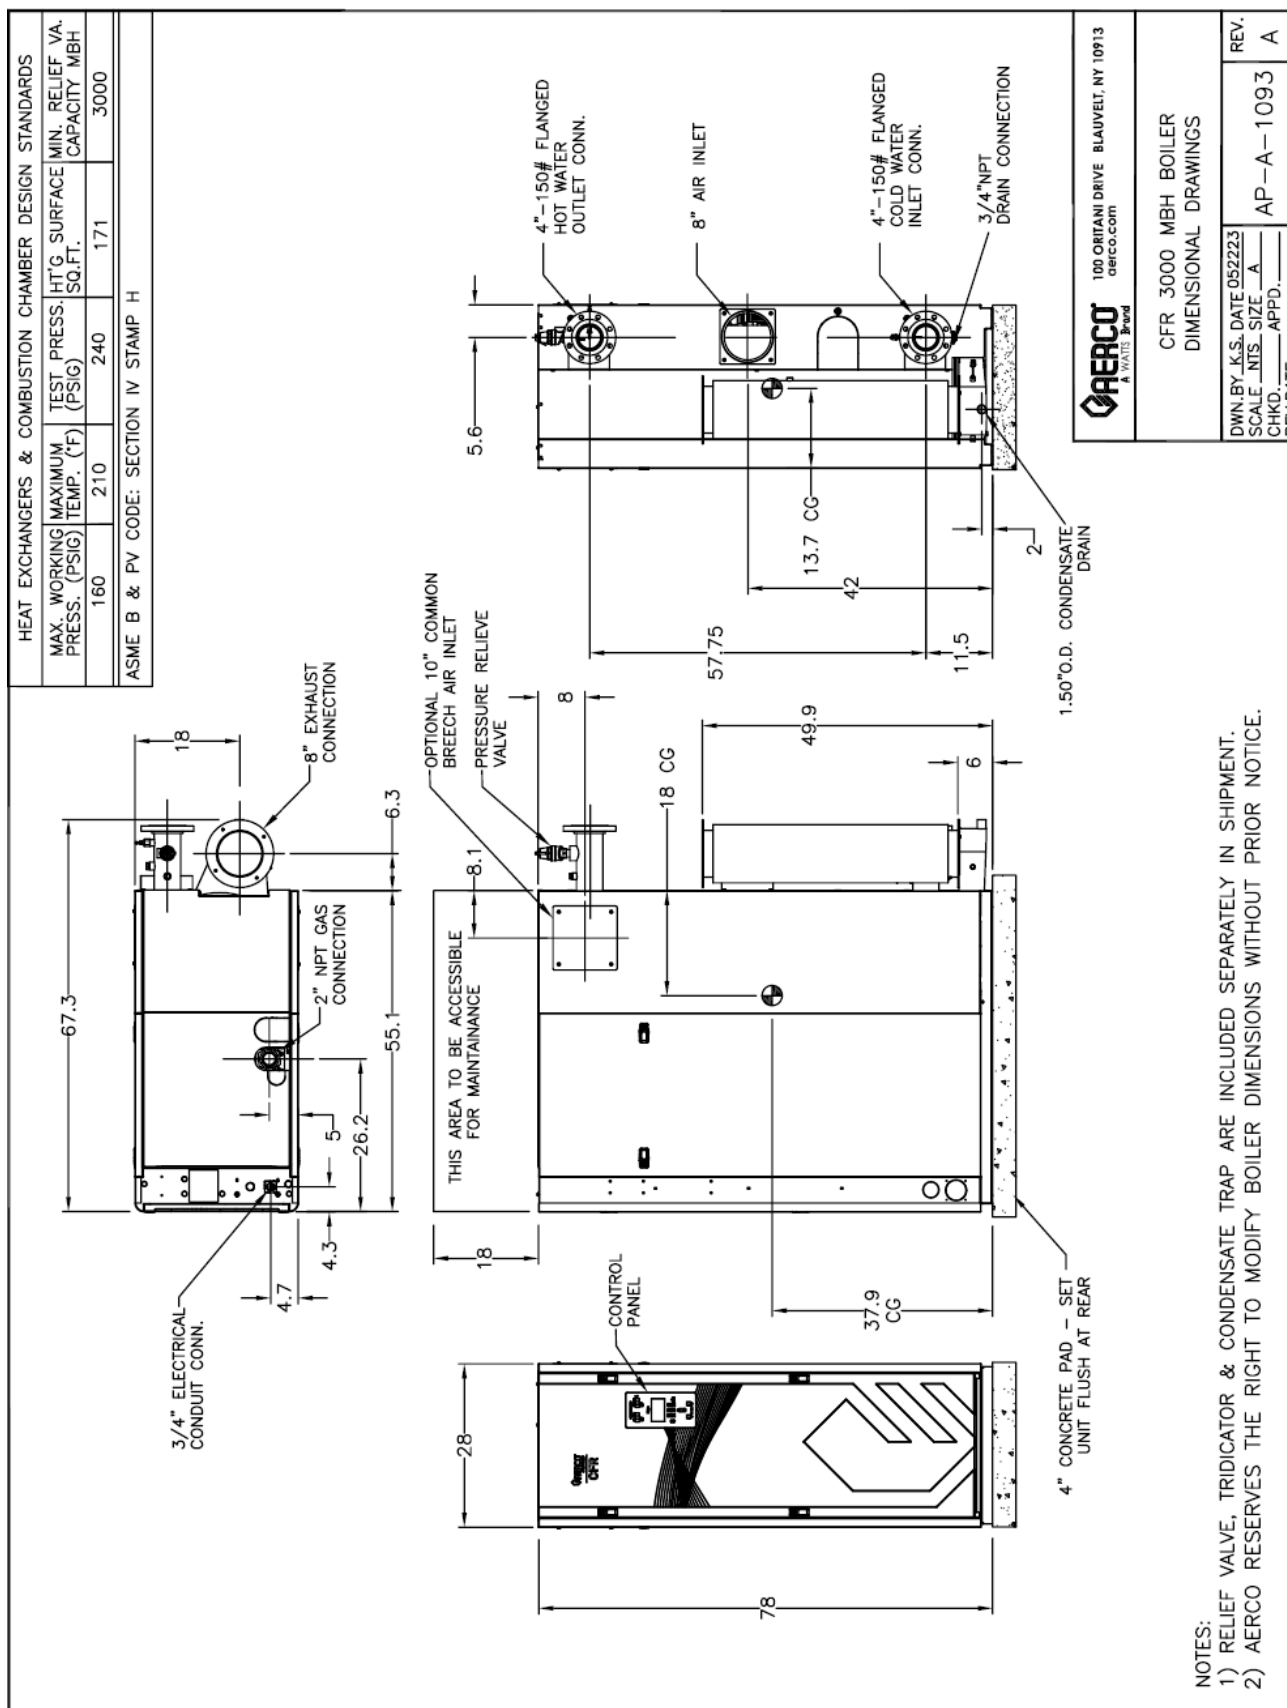 HEAT EXCHANGERS & COMBUSTION CHAMBER DESIGN STANDARDS
MAX. WORKING PRESS. (PSIG) MAXIMUM TEMP. (°F) TEST PRESS. (PSIG) HT'G SURFACE SQ.FT. MIN. RELIEF VA. CAPACITY MBH
160 210 240 171 3000
ASME B & PV CODE: SECTION IV STAMP H
3/4" ELECTRICAL
CONDUIT CONN.
4.7
4.3
5
26.2
55.1
6.3
67.3
18
2" NPT GAS
CONNECTION
8" EXHAUST
CONNECTION
28
78
CONTROL
PANEL
AERCO
CFR
18
THIS AREA TO BE ACCESSIBLE
FOR MAINTAINANCE
8.1
OPTIONAL 10" COMMON
BREECH AIR INLET
PRESSURE RELIEVE
VALVE
8
18 CG
49.9
6
37.9
CG
4" CONCRETE PAD – SET
UNIT FLUSH AT REAR
5.6
4"-150# FLANGED
HOT WATER
OUTLET CONN.
8" AIR INLET
4"-150# FLANGED
COLD WATER
INLET CONN.
3/4"NPT
DRAIN CONNECTION
13.7 CG
42
57.75
11.5
2
1.50"O.D. CONDENSATE
DRAIN
AERCO
A WATTS Brand
100 ORITANI DRIVE BLAUVELT, NY 10913
aerco.com
CFR 3000 MBH BOILER
DIMENSIONAL DRAWINGS
DWN.BY K.S. DATE 052223
SCALE NTS SIZE A
CHKD. APPD.
AP-A-1093
REV.
A
NOTES:
1) RELIEF VALVE, TRIDICATOR & CONDENSATE TRAP ARE INCLUDED SEPARATELY IN SHIPMENT.
2) AERCO RESERVES THE RIGHT TO MODIFY BOILER DIMENSIONS WITHOUT PRIOR NOTICE.